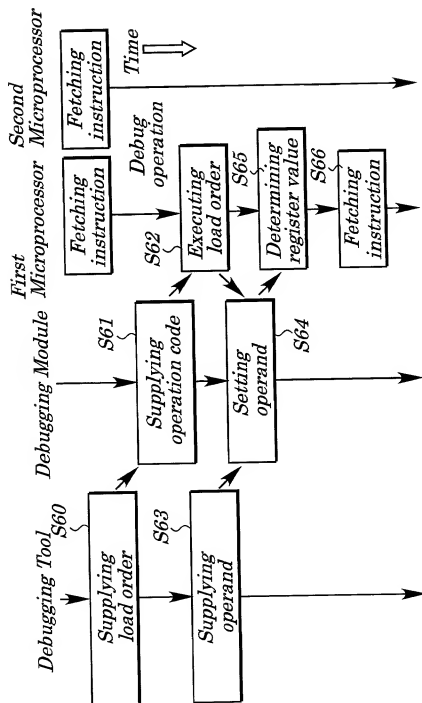 Debugging Tool
Debugging Module
First
Microprocessor
Second
Microprocessor
Fetching
instruction
Fetching
instruction
Time
Debug
operation
S60
Supplying
load order
S61
Supplying
operation code
S62
Executing
load order
S63
Supplying
operand
S64
Setting
operand
S65
Determining
register value
S66
Fetching
instruction